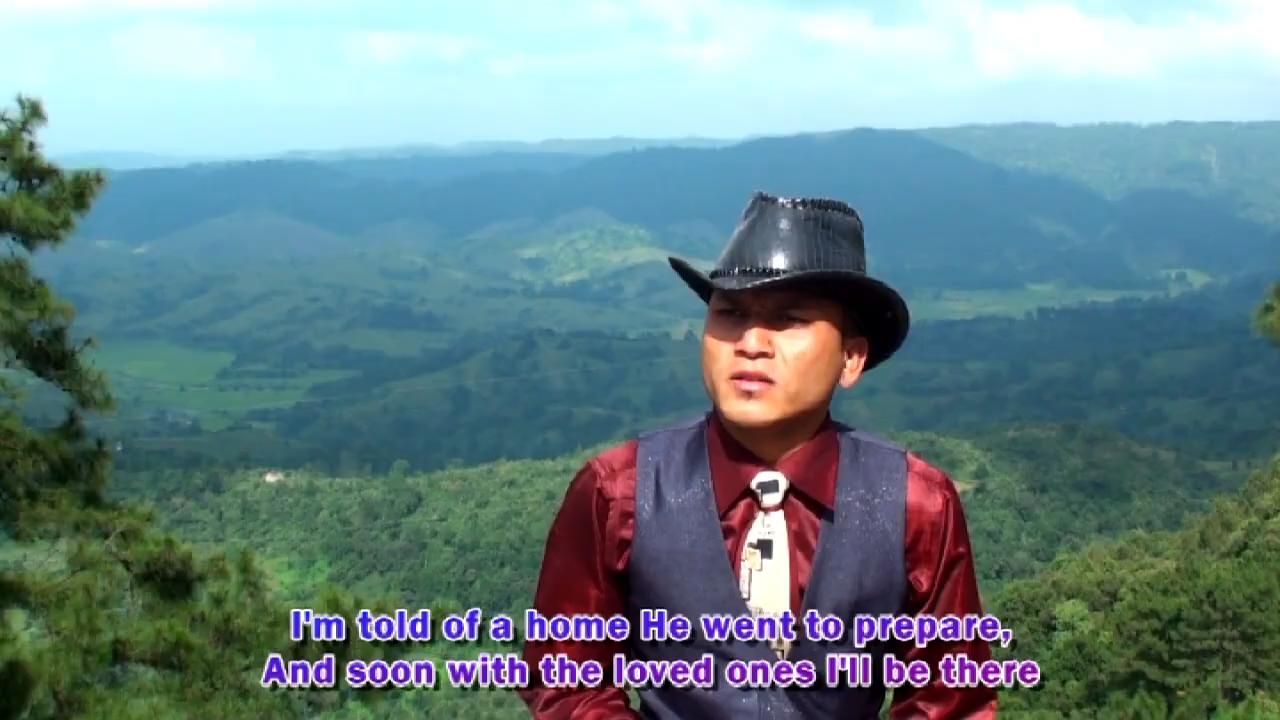 I'm told of a home He went to prepare,
And soon with the loved ones I'll be there